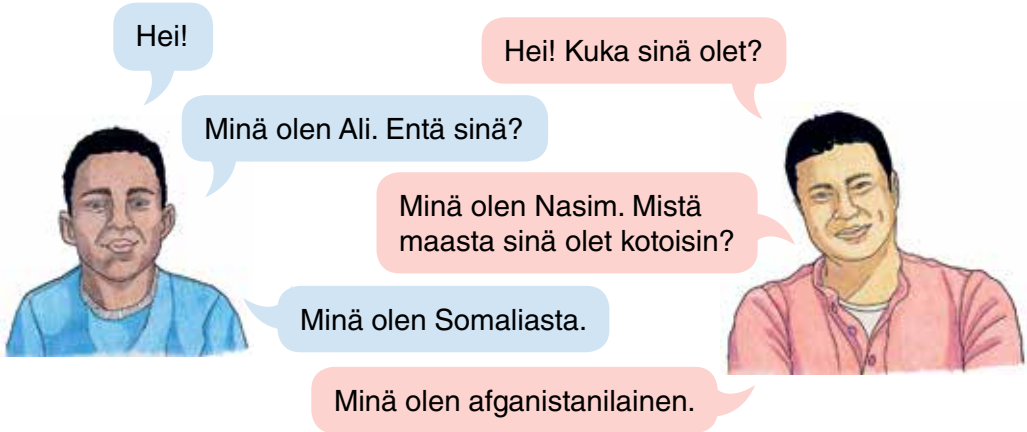 Hei!
Hei! Kuka sinä olet?
Minä olen Ali. Entä sinä?
Minä olen Nasim. Mistä
maasta sinä olet kotoisin?
Minä olen Somaliasta.
Minä olen afganistanilainen.